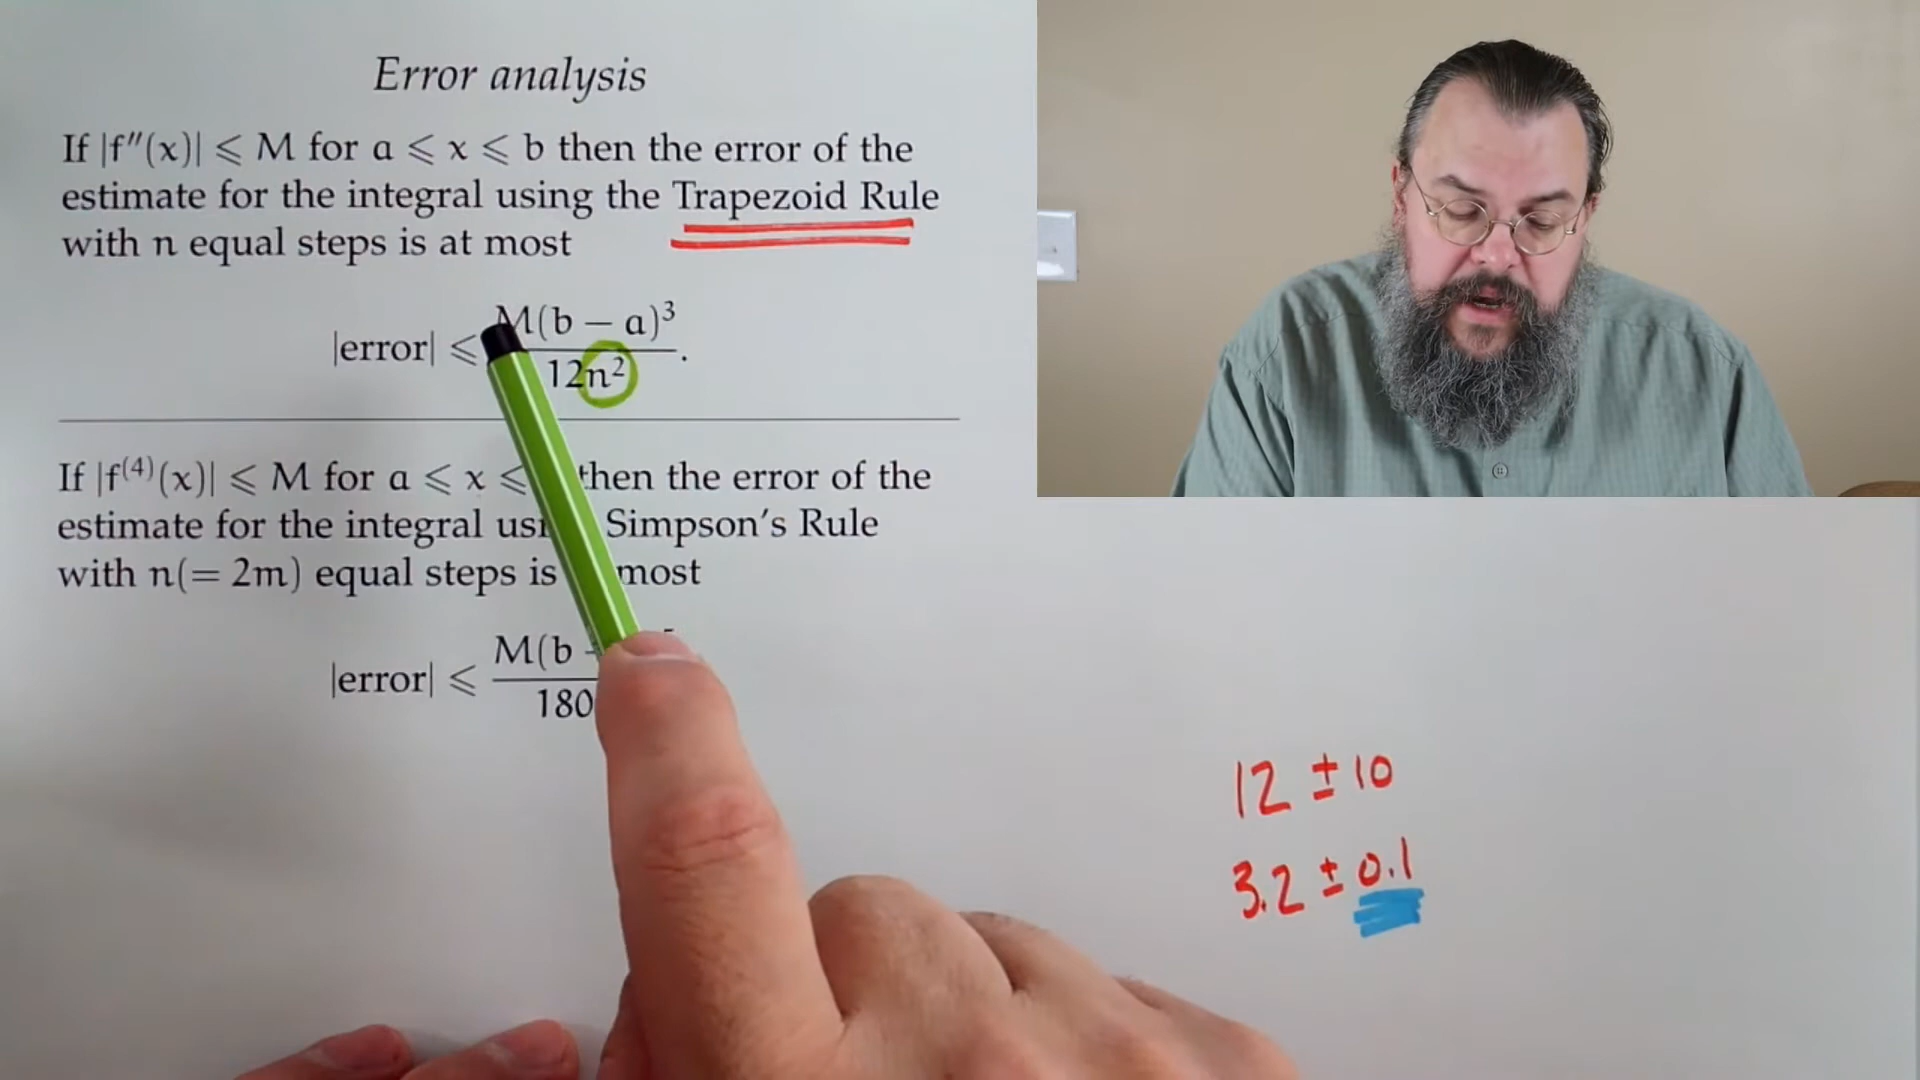 Error analysis
If |f″(x)| ⩽ M for a ⩽ x ⩽ b then the error of the
estimate for the integral using the Trapezoid Rule
with n equal steps is at most
|error| ⩽ M(b − a)³ / 12n².
If |f⁽⁴⁾(x)| ⩽ M for a ⩽ x ⩽ then the error of the
estimate for the integral Simpson's Rule
with n(= 2m) equal steps is most
|error| ⩽ M(b / 180
12 ± 10
3.2 ± 0.1